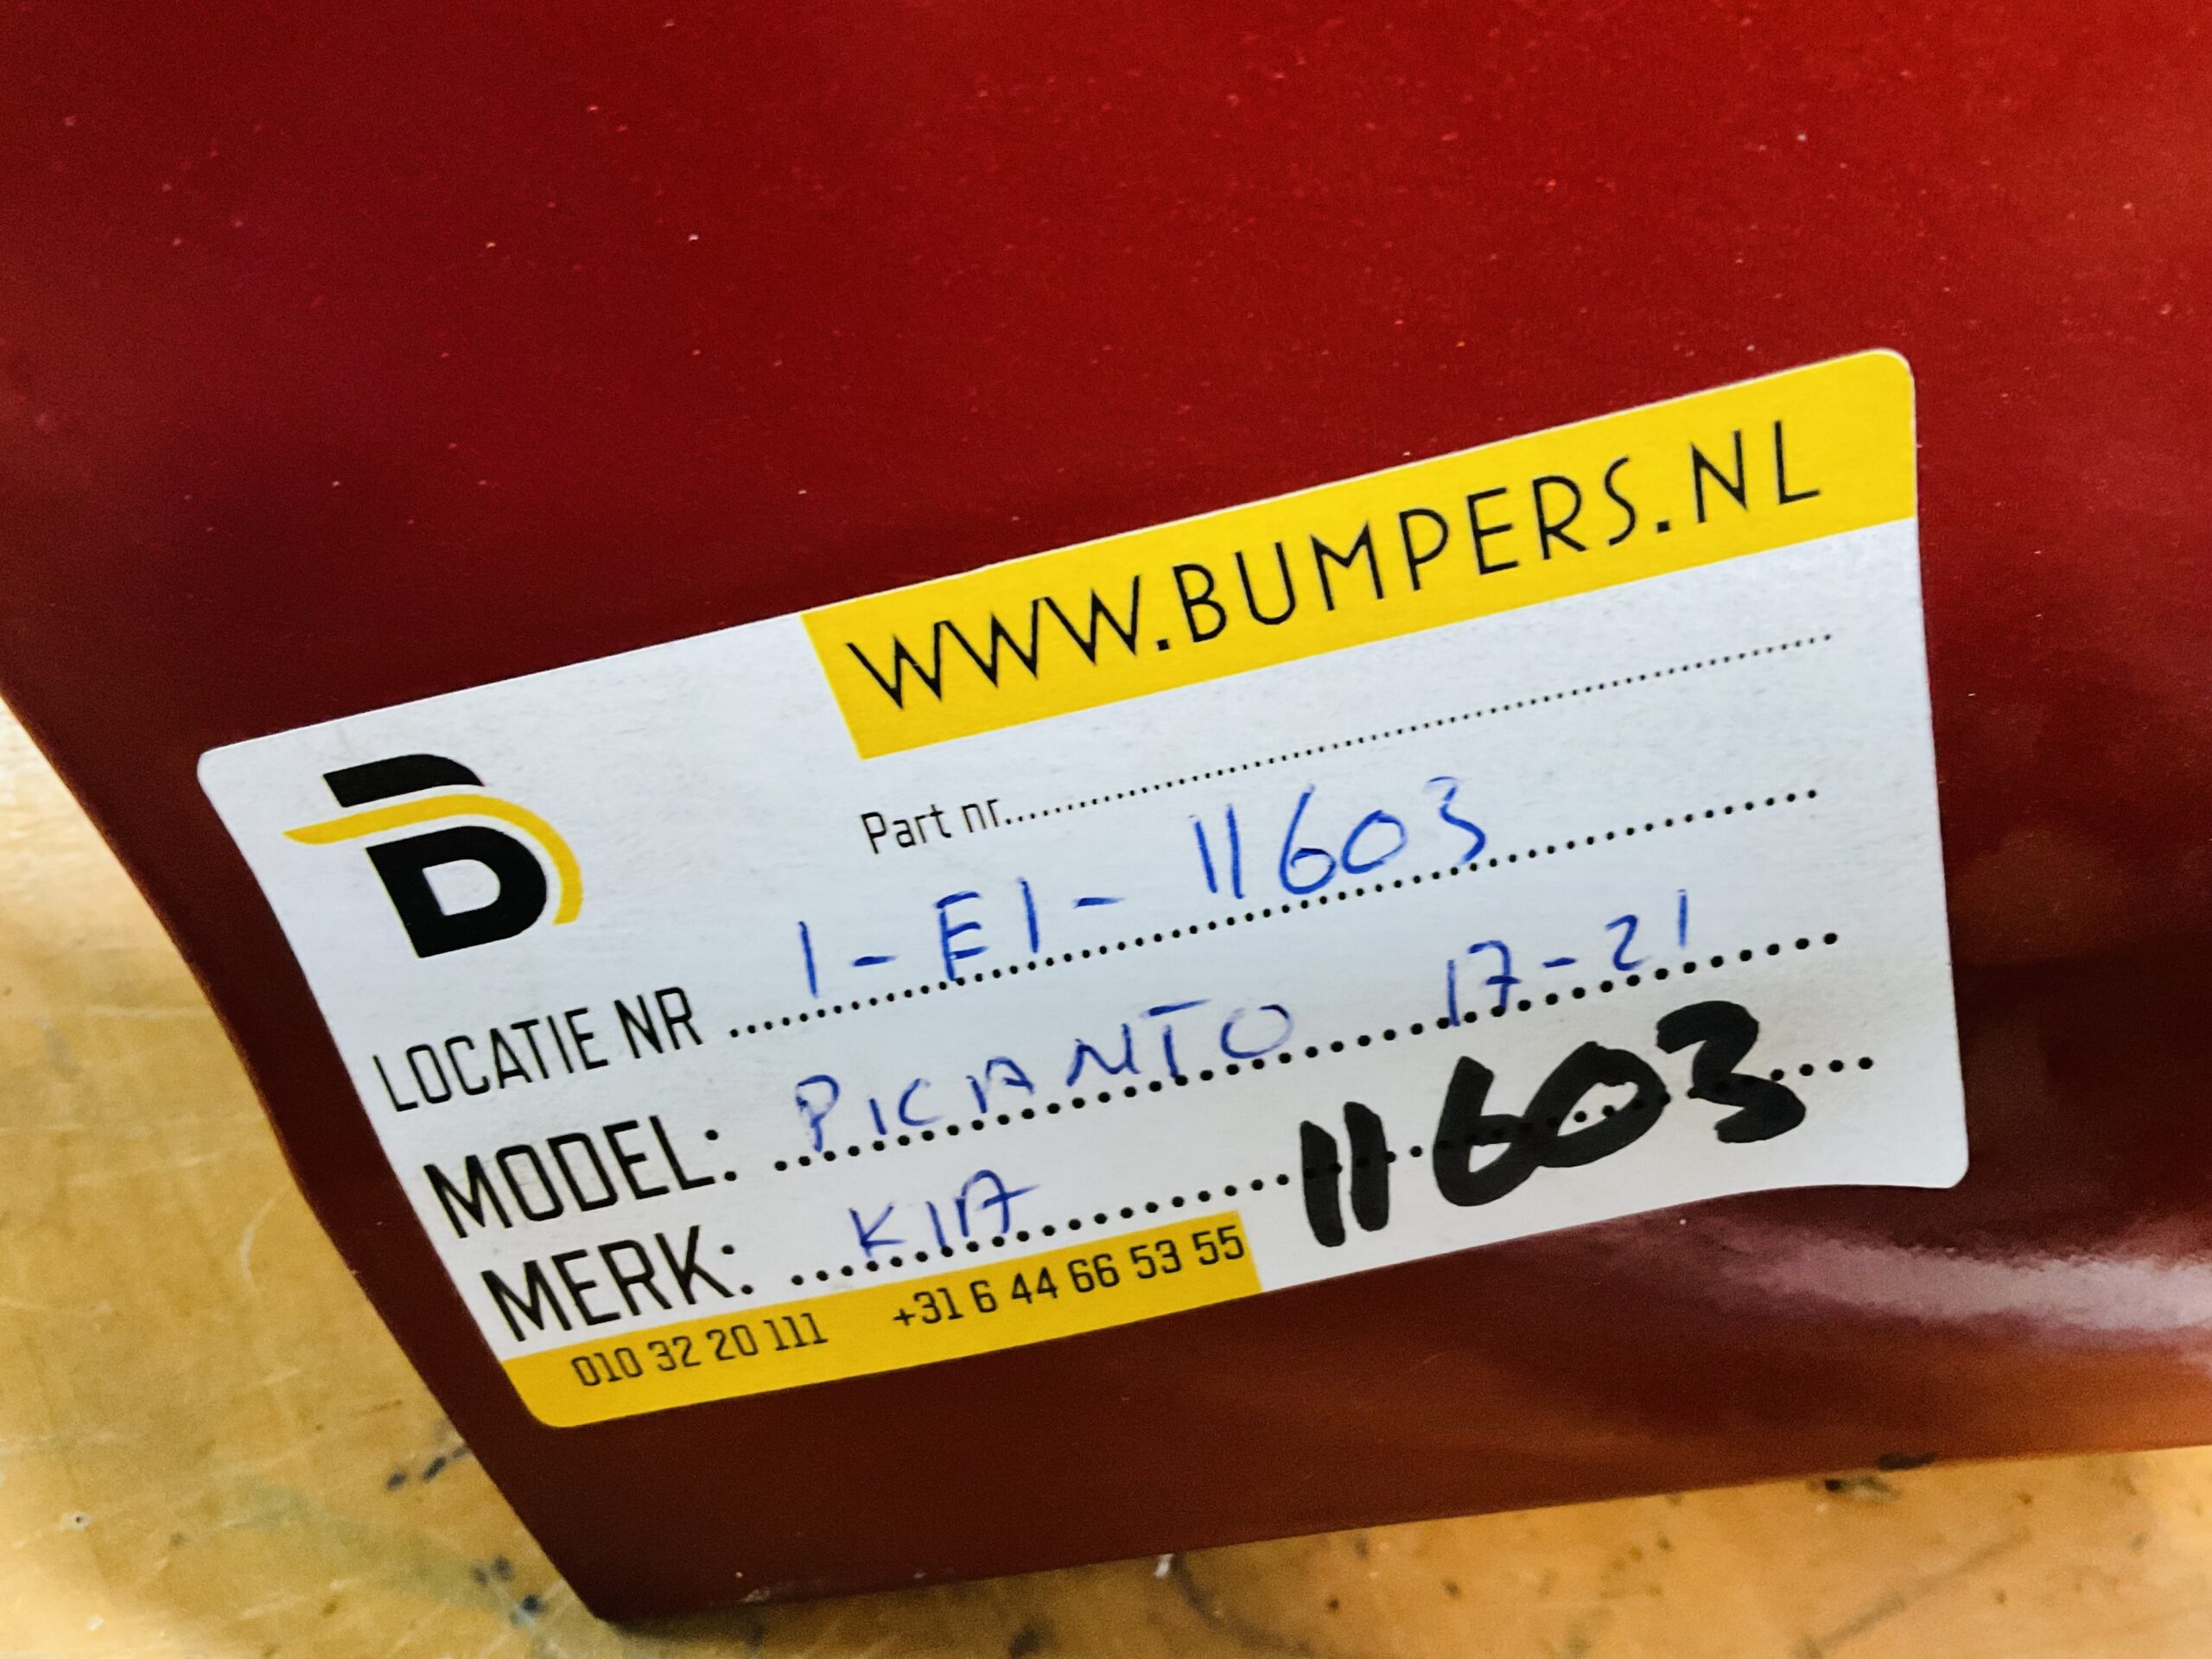 WWW.BUMPERS.NL
Part nr.....................................
LOCATIE NR 1-E1-11603
MODEL: PICANTO 17-21
MERK: KIA 11603
010 32 20 111 +31 6 44 66 53 55